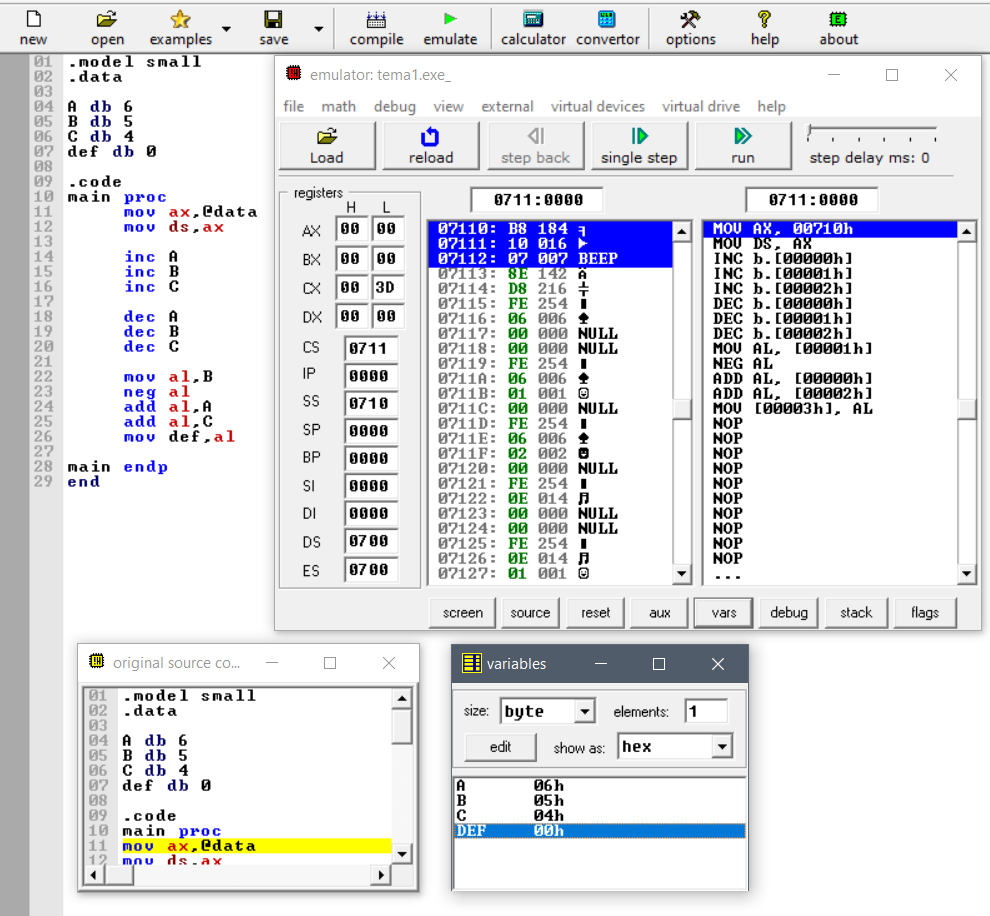 new open examples save compile emulate calculator convertor options help about
01 .model small
02 .data
03
04 A db 6
05 B db 5
06 C db 4
07 def db 0
08
09 .code
10 main proc
11 mov ax,@data
12 mov ds,ax
13
14 inc A
15 inc B
16 inc C
17
18 dec A
19 dec B
20 dec C
21
22 mov al,B
23 neg al
24 add al,A
25 add al,C
26 mov def,al
27
28 main endp
29 end
emulator: tema1.exe_
file math debug view external virtual devices virtual drive help
Load reload step back single step run step delay ms: 0
registers
H L
AX 00 00
BX 00 00
CX 00 3D
DX 00 00
CS 0711
IP 0000
SS 0710
SP 0000
BP 0000
SI 0000
DI 0000
DS 0700
ES 0700
0711:0000
07110: B8 184 ╕
07111: 10 016 ►
07112: 07 007 BEEP
07113: 8E 142 Ä
07114: D8 216 ╪
07115: FE 254 ■
07116: 06 006 ♠
07117: 00 000 NULL
07118: 00 000 NULL
07119: FE 254 ■
0711A: 06 006 ♠
0711B: 01 001 ☺
0711C: 00 000 NULL
0711D: FE 254 ■
0711E: 06 006 ♠
0711F: 02 002 ☻
07120: 00 000 NULL
07121: FE 254 ■
07122: 0E 014 ♫
07123: 00 000 NULL
07124: 00 000 NULL
07125: FE 254 ■
07126: 0E 014 ♫
07127: 01 001 ☺
0711:0000
MOV AX, 00710h
MOV DS, AX
INC b.[00000h]
INC b.[00001h]
INC b.[00002h]
DEC b.[00000h]
DEC b.[00001h]
DEC b.[00002h]
MOV AL, [00001h]
NEG AL
ADD AL, [00000h]
ADD AL, [00002h]
MOV [00003h], AL
NOP
NOP
NOP
NOP
NOP
NOP
NOP
NOP
NOP
NOP
...
screen source reset aux vars debug stack flags
original source co...
01 .model small
02 .data
03
04 A db 6
05 B db 5
06 C db 4
07 def db 0
08
09 .code
10 main proc
11 mov ax,@data
12 mov ds,ax
variables
size: byte elements: 1
edit show as: hex
A 06h
B 05h
C 04h
DEF 00h